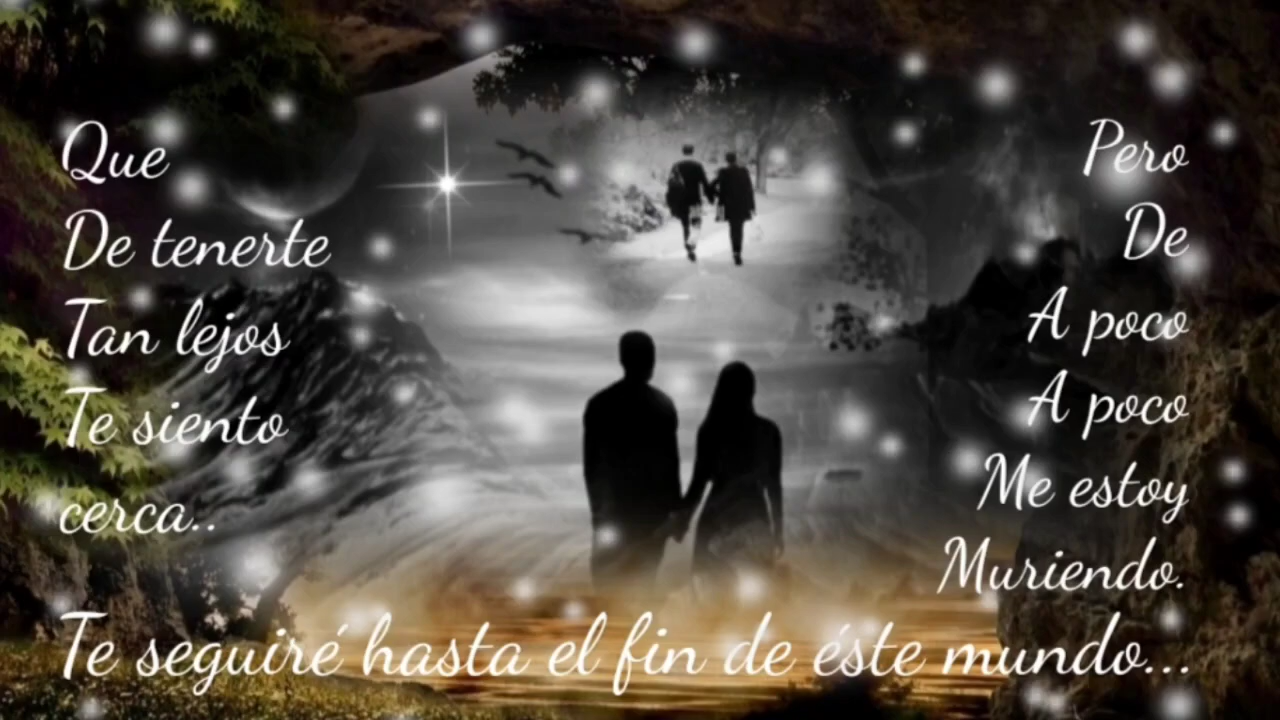 Que
De tenerte
Tan lejos
Te siento
cerca..
Pero
De
A poco
A poco
Me estoy
Muriendo.
Te seguiré hasta el fin de éste mundo...